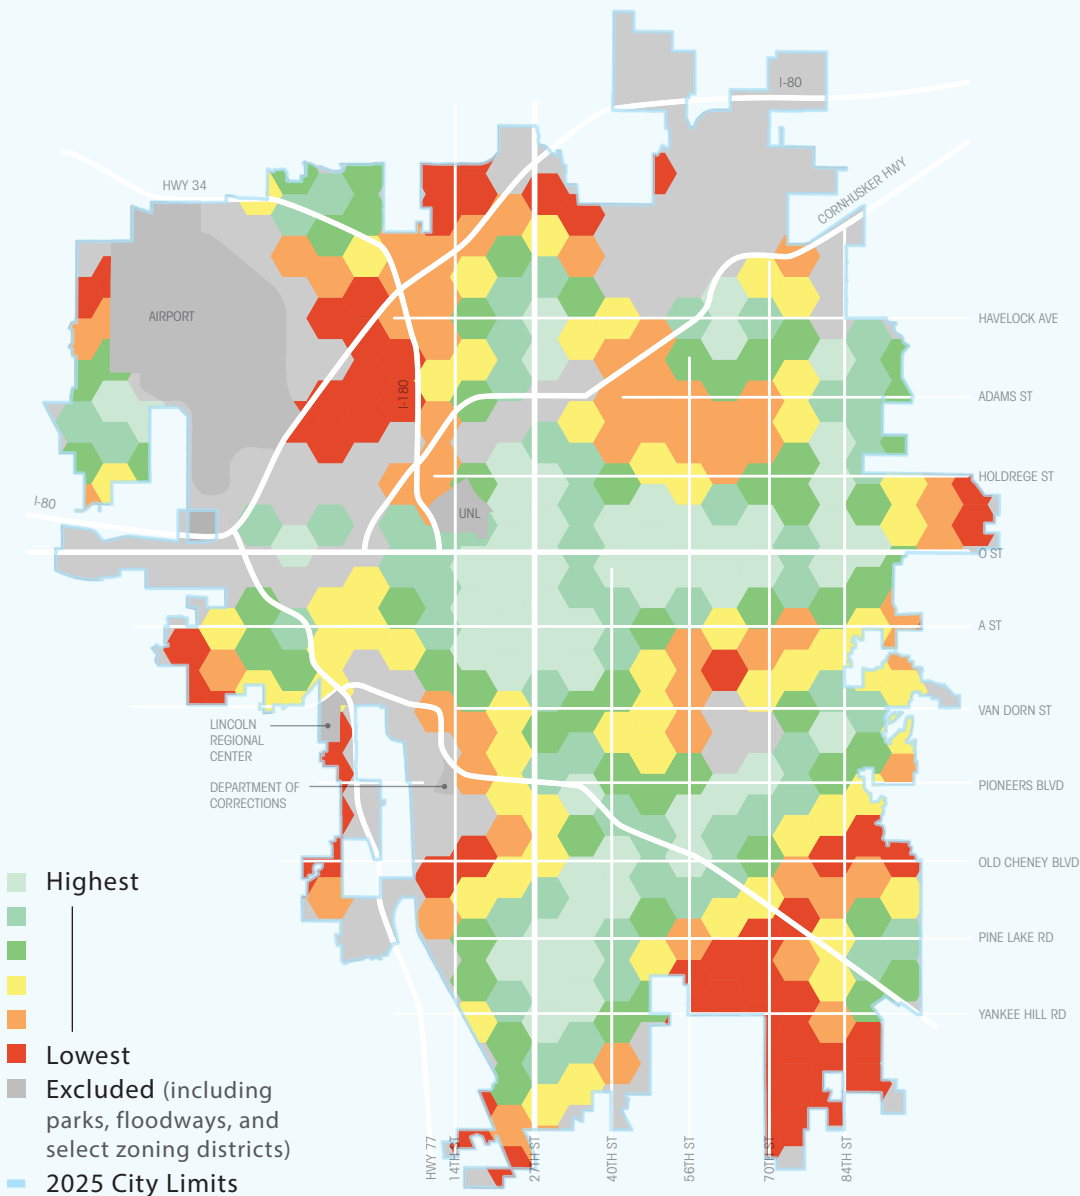 I-80
HWY 34
CORNHUSKER HWY
AIRPORT
HAVELOCK AVE
I-180
ADAMS ST
HOLDREGE ST
I-80
UNL
O ST
A ST
VAN DORN ST
LINCOLN
REGIONAL
CENTER
PIONEERS BLVD
DEPARTMENT OF
CORRECTIONS
OLD CHENEY BLVD
PINE LAKE RD
YANKEE HILL RD
Highest
Lowest
Excluded (including
parks, floodways, and
select zoning districts)
2025 City Limits
HWY 77
14TH ST
27TH ST
40TH ST
56TH ST
70TH ST
84TH ST